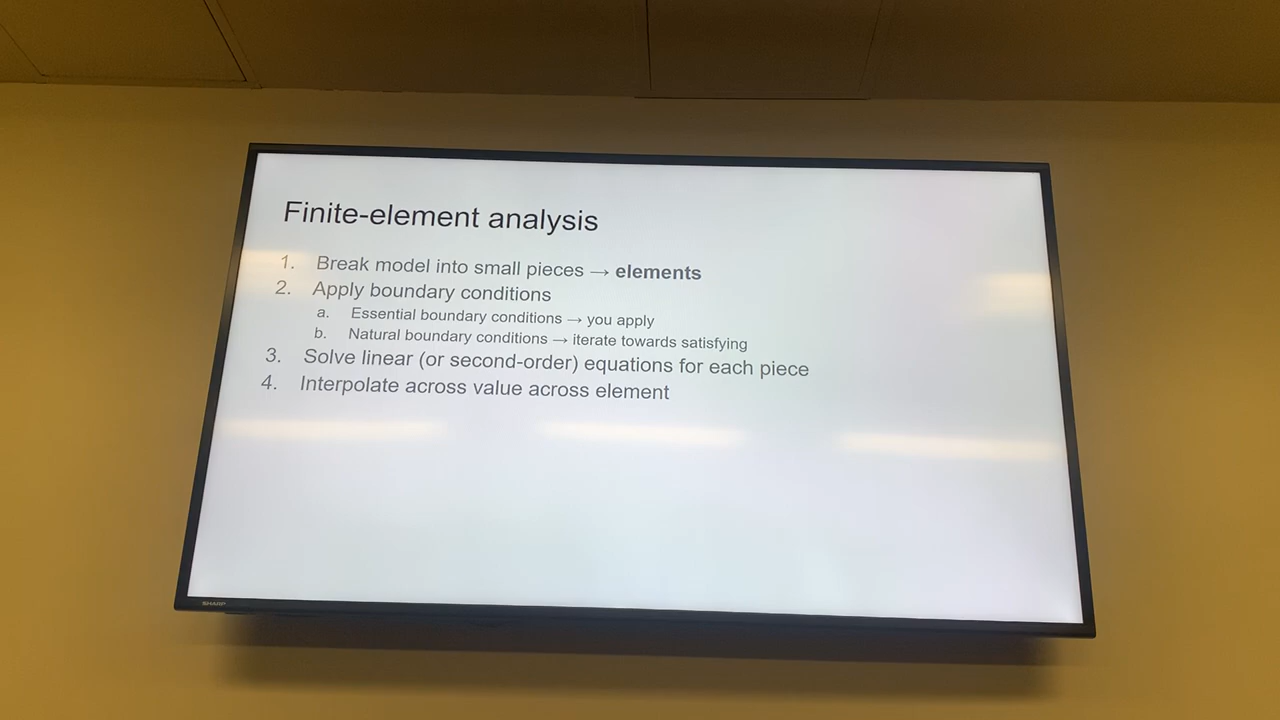 Finite-element analysis
1. Break model into small pieces → elements
2. Apply boundary conditions
a. Essential boundary conditions → you apply
b. Natural boundary conditions → iterate towards satisfying
3. Solve linear (or second-order) equations for each piece
4. Interpolate across value across element
SHARP